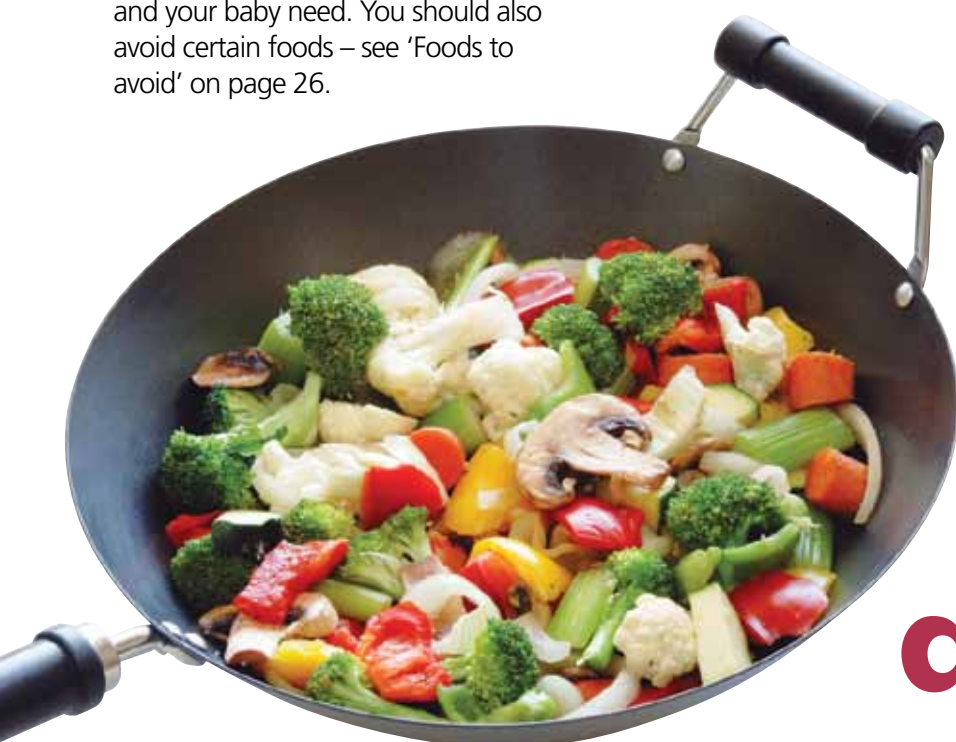 and your baby need. You should also
avoid certain foods – see ‘Foods to
avoid’ on page 26.